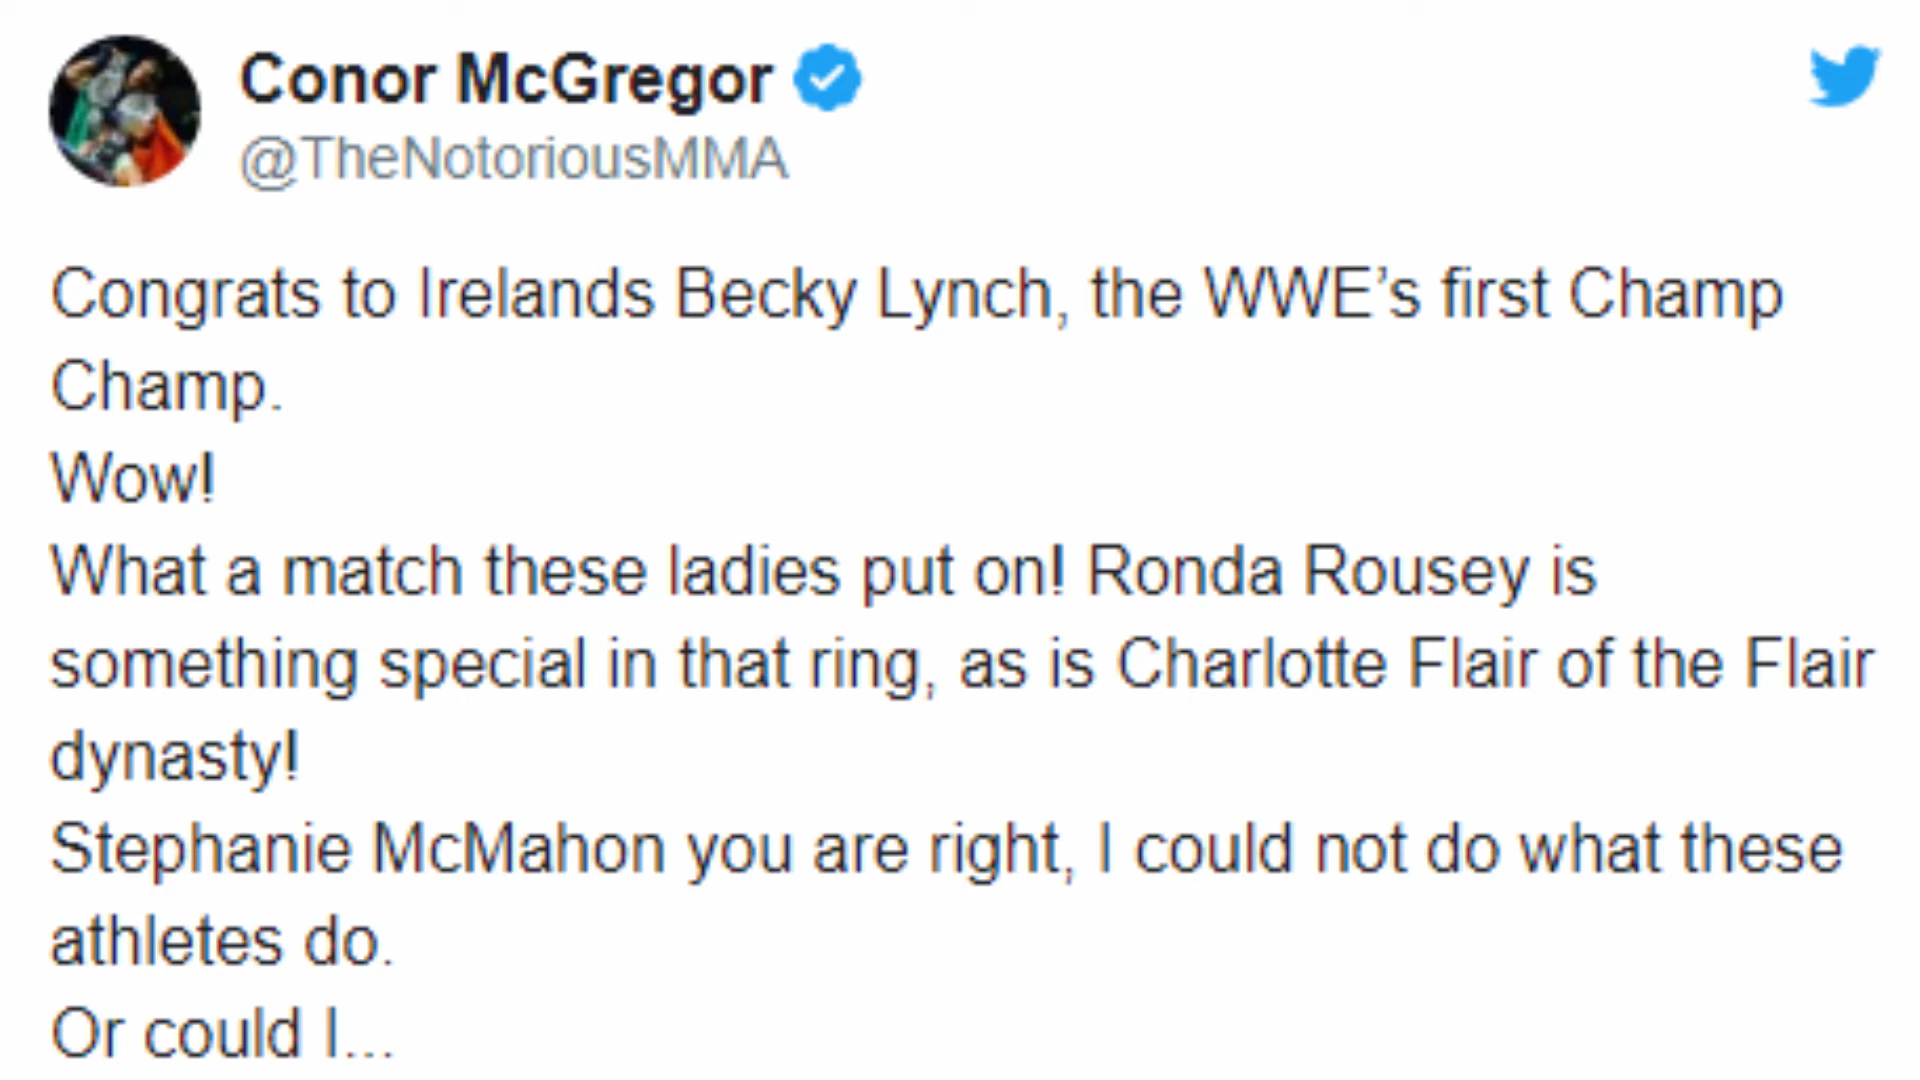 Conor McGregor
@TheNotoriousMMA
Congrats to Irelands Becky Lynch, the WWE’s first Champ
Champ.
Wow!
What a match these ladies put on! Ronda Rousey is
something special in that ring, as is Charlotte Flair of the Flair
dynasty!
Stephanie McMahon you are right, I could not do what these
athletes do.
Or could I...